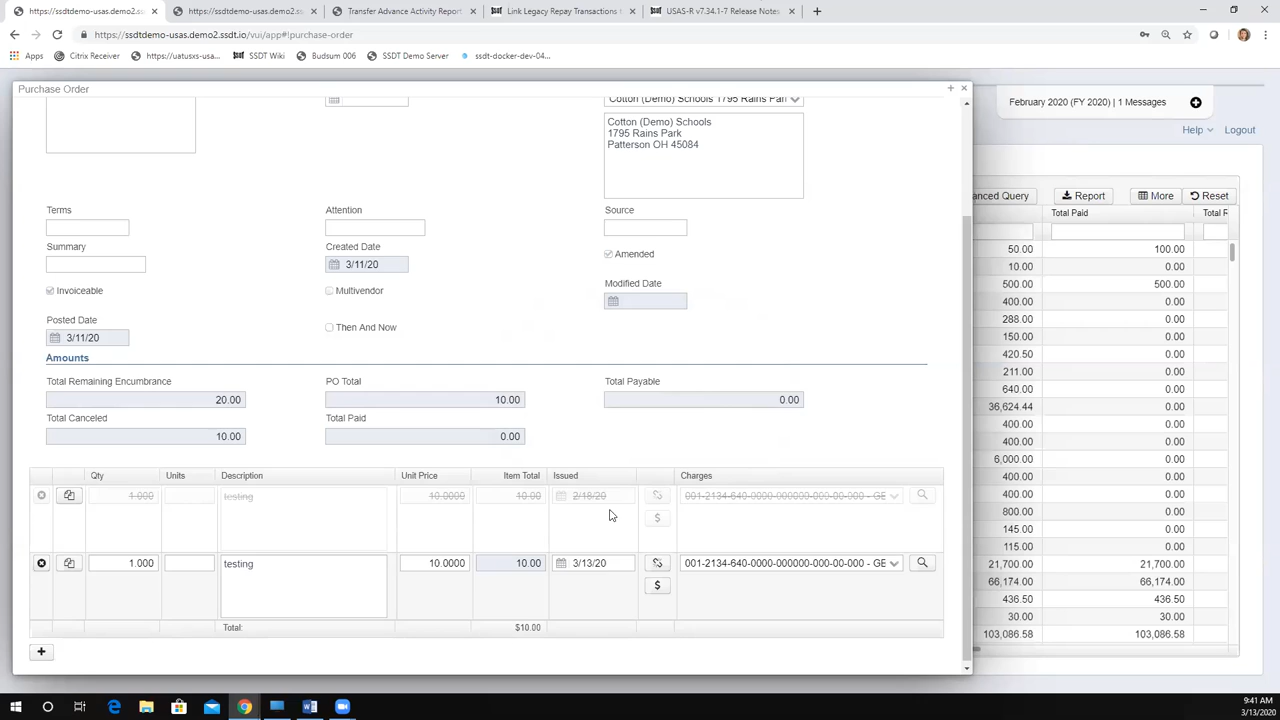 https://ssdtdemo-usas.demo2.ssdt
https://ssdtdemo-usas.demo2.ssdt.
Transfer Advance Activity Report
Link Legacy Repay Transactions to
USAS-R v7.34.1-7 Release Notes
https://ssdtdemo-usas.demo2.ssdt.io/vui/app#!purchase-order
Apps
Citrix Receiver
https://uatusxs-usa...
SSDT Wiki
Budsum 006
SSDT Demo Server
ssdt-docker-dev-04...
Purchase Order
February 2020 (FY 2020) | 1 Messages
Cotton (Demo) Schools 1795 Rains Parl
Cotton (Demo) Schools
1795 Rains Park
Patterson OH 45084
Help
Logout
anced Query
Report
More
Reset
Total Paid
Total R
Terms
Attention
Source
Summary
Created Date
3/11/20
Amended
Invoiceable
Multivendor
Modified Date
Posted Date
3/11/20
Then And Now
Amounts
Total Remaining Encumbrance
20.00
PO Total
10.00
Total Payable
0.00
Total Canceled
10.00
Total Paid
0.00
Qty
Units
Description
Unit Price
Item Total
Issued
Charges
1.000
testing
10.0000
10.00
2/18/20
001-2134-640-0000-000000-000-00-000 - GE
$
1.000
testing
10.0000
10.00
3/13/20
001-2134-640-0000-000000-000-00-000 - GE
$
Total:
$10.00
50.00 100.00
10.00 0.00
500.00 500.00
400.00 0.00
288.00 0.00
150.00 0.00
420.50 0.00
211.00 0.00
640.00 0.00
36,624.44 0.00
400.00 0.00
400.00 0.00
6,000.00 0.00
400.00 0.00
400.00 0.00
800.00 0.00
145.00 0.00
115.00 0.00
21,700.00 21,700.00
66,174.00 66,174.00
436.50 436.50
30.00 30.00
103,086.58 103,086.58
9:41 AM
3/13/2020